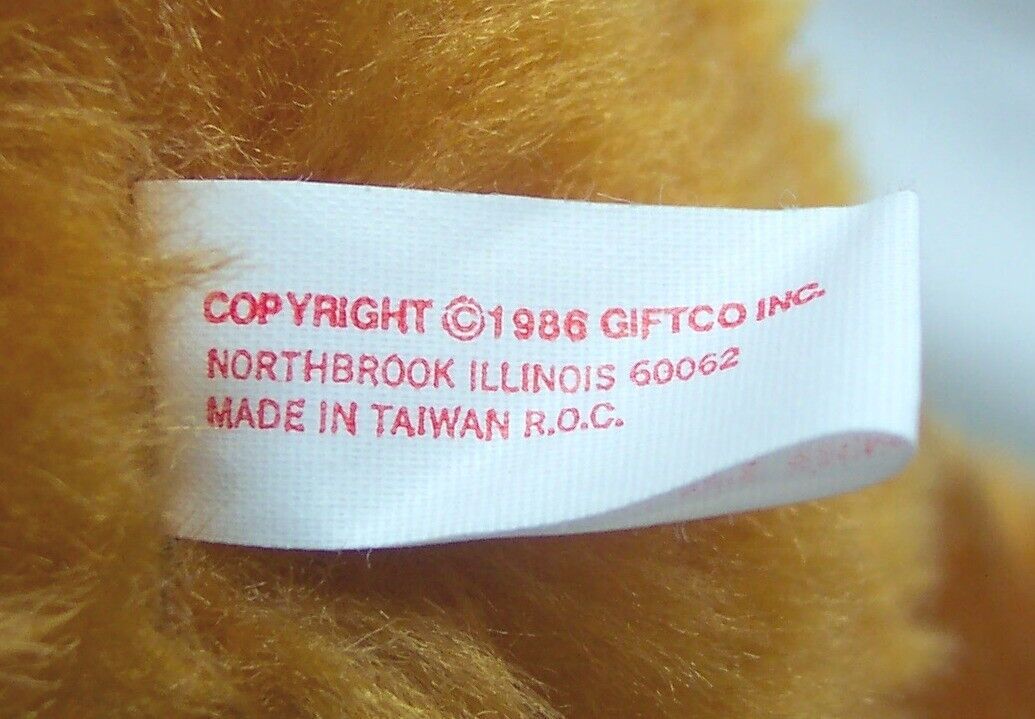 COPYRIGHT ©1986 GIFTCO INC.
NORTHBROOK ILLINOIS 60062
MADE IN TAIWAN R.O.C.